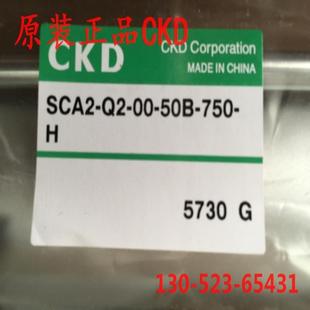 原装正品CKD
CKD
CKD Corporation
MADE IN CHINA
SCA2-Q2-00-50B-750-
H
5730 G
130-523-65431